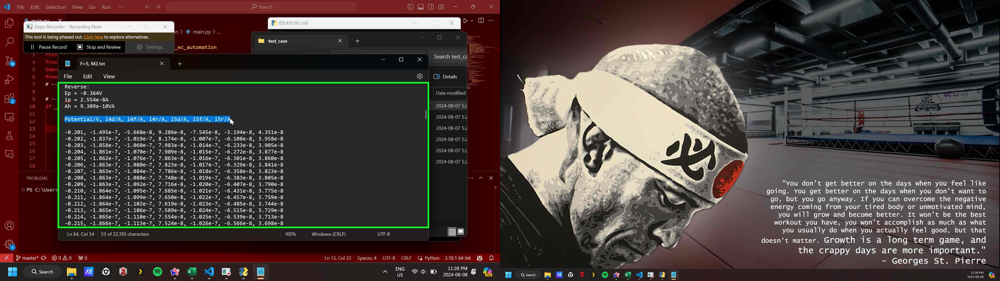 File Edit Selection View Go Run ···
Search
main.py
Steps Recorder - Recording Now
This tool is being phased out. Click here to explore alternatives.
Pause Record
Stop and Review
Settings
main.py > ...
_ec_automation
IDEATION LAB
test_case
Search test_ca
Details
Date modified
2024-08-07 5:2
2024-08-07 5:2
2024-08-07 5:2
2024-08-07 5:2
2024-08-07 5:2
2024-08-07 5:2
3 from
4 from
5 impo
6 from
7 # --
8
9 # --
10 if
11
12
13
14
15
16
17
18
PROBLEMS
PS C:\Users
F=5, M2.txt
File Edit View
Reverse:
Ep = -0.364V
ip = 2.554e-8A
Ah = 9.309e-10VA
Potential/V, i4d/A, i4f/A, i4r/A, i5d/A, i5f/A, i5r/A
-0.201, -1.495e-7, -5.668e-8, 9.286e-8, -7.545e-8, -3.194e-8, 4.351e-8
-0.202, -1.837e-7, -1.019e-7, 8.174e-8, -1.007e-7, -6.108e-8, 3.958e-8
-0.203, -1.858e-7, -1.060e-7, 7.983e-8, -1.014e-7, -6.233e-8, 3.905e-8
-0.204, -1.861e-7, -1.070e-7, 7.909e-8, -1.015e-7, -6.272e-8, 3.877e-8
-0.205, -1.862e-7, -1.076e-7, 7.863e-8, -1.016e-7, -6.301e-8, 3.860e-8
-0.206, -1.863e-7, -1.080e-7, 7.823e-8, -1.017e-7, -6.329e-8, 3.841e-8
-0.207, -1.863e-7, -1.084e-7, 7.786e-8, -1.018e-7, -6.358e-8, 3.823e-8
-0.208, -1.863e-7, -1.088e-7, 7.748e-8, -1.019e-7, -6.383e-8, 3.805e-8
-0.209, -1.863e-7, -1.092e-7, 7.716e-8, -1.020e-7, -6.407e-8, 3.790e-8
-0.210, -1.864e-7, -1.095e-7, 7.685e-8, -1.021e-7, -6.431e-8, 3.775e-8
-0.211, -1.864e-7, -1.099e-7, 7.650e-8, -1.022e-7, -6.457e-8, 3.759e-8
-0.212, -1.864e-7, -1.102e-7, 7.619e-8, -1.023e-7, -6.485e-8, 3.744e-8
-0.213, -1.865e-7, -1.106e-7, 7.589e-8, -1.024e-7, -6.515e-8, 3.729e-8
-0.214, -1.865e-7, -1.110e-7, 7.554e-8, -1.025e-7, -6.539e-8, 3.713e-8
-0.215, -1.866e-7, -1.113e-7, 7.524e-8, -1.026e-7, -6.566e-8, 3.698e-8
Ln 64, Col 54 53 of 22,195 characters 100% Windows (CRLF) UTF-8
master* 0 0 0 Ln 13, Col 22 Spaces: 4 UTF-8 CRLF Python 3.10.1 64-bit
Search
ENG
US
11:28 PM
2024-08-08
PRE
"You don't get better on the days when you feel like
going. You get better on the days when you don't want to
go, but you go anyway. If you can overcome the negative
energy coming from your tired body or unmotivated mind,
you will grow and become better. It won't be the best
workout you have, you won't accomplish as much as what
you usually do when you actually feel good, but that
doesn't matter. Growth is a long term game, and
the crappy days are more important."
- Georges St. Pierre
Search
11:28 PM
2024-08-08